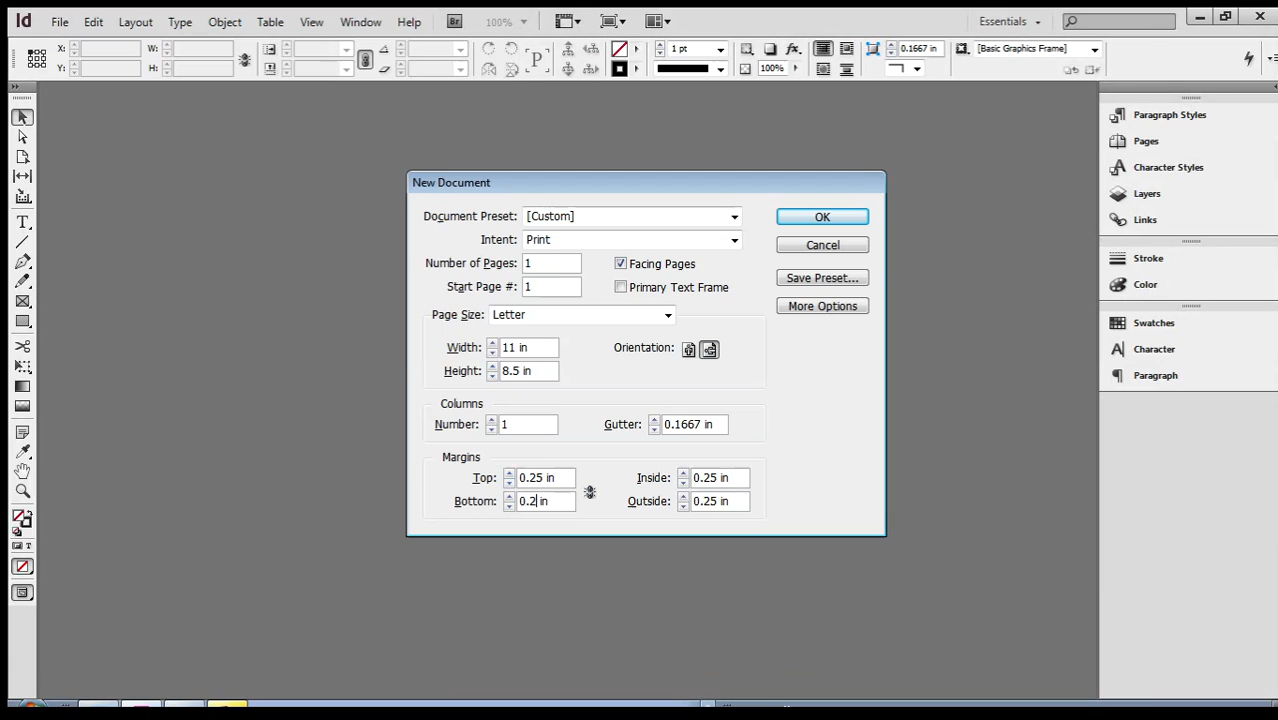 Id File Edit Layout Type Object Table View Window Help Br 100% Essentials
X: W: 1 pt fx. 0.1667 in [Basic Graphics Frame]
Y: H: P 100%
New Document
Document Preset: [Custom] OK
Intent: Print Cancel
Number of Pages: 1 Facing Pages Save Preset...
Start Page #: 1 Primary Text Frame More Options
Page Size: Letter
Width: 11 in Orientation:
Height: 8.5 in
Columns
Number: 1 Gutter: 0.1667 in
Margins
Top: 0.25 in Inside: 0.25 in
Bottom: 0.2 in Outside: 0.25 in
Paragraph Styles
Pages
Character Styles
Layers
Links
Stroke
Color
Swatches
Character
Paragraph